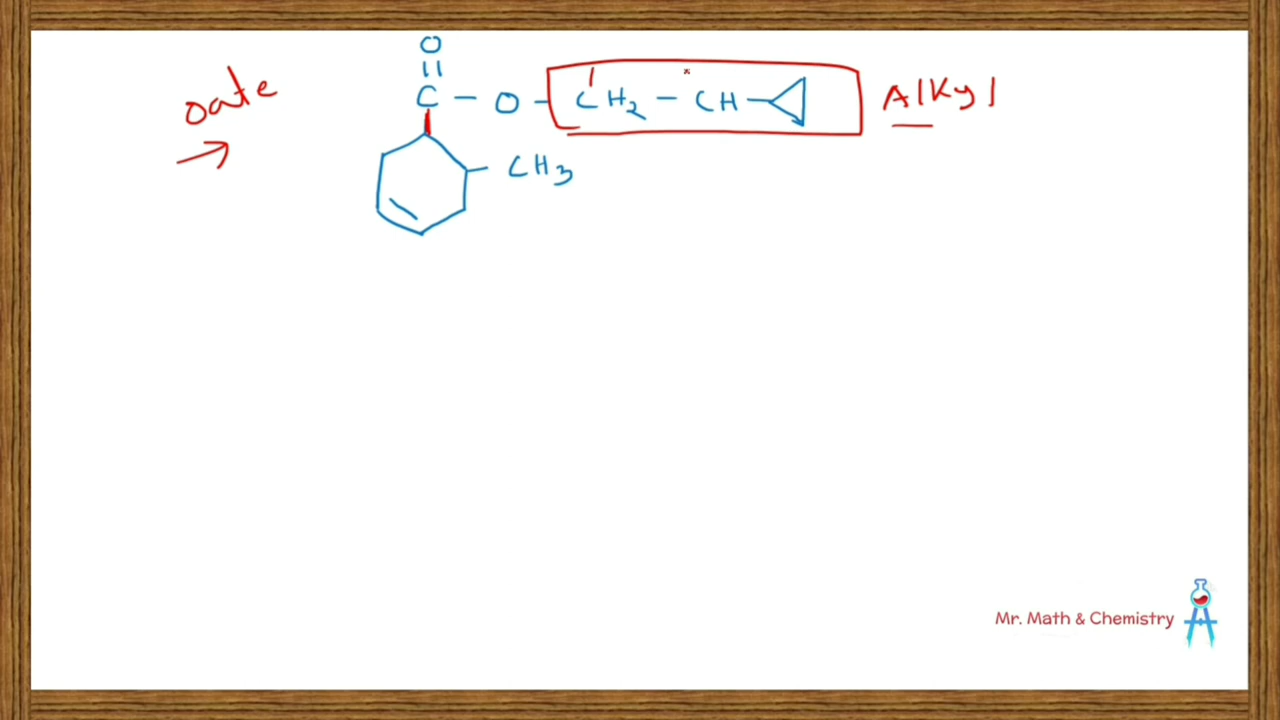 O
oate
C – O – CH2 – CH
Alkyl
CH3
Mr. Math & Chemistry